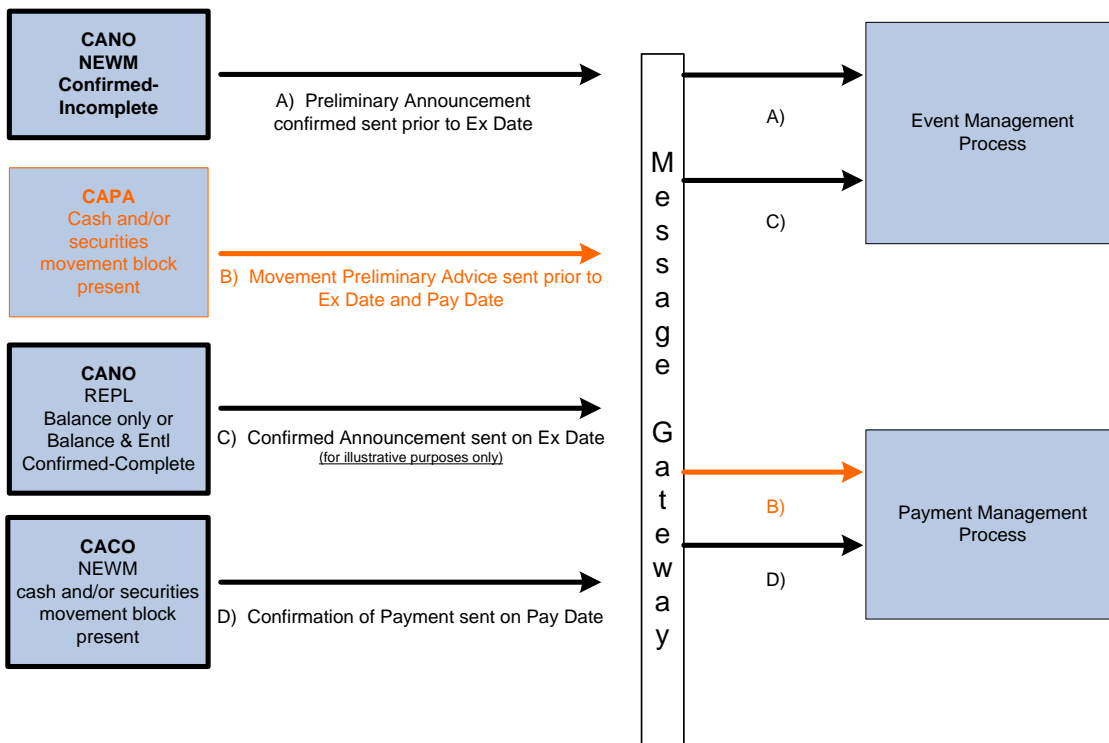 CANO
NEWM
Confirmed-
Incomplete
A) Preliminary Announcement
confirmed sent prior to Ex Date
CAPA
Cash and/or
securities
movement block
present
B) Movement Preliminary Advice sent prior to
Ex Date and Pay Date
CANO
REPL
Balance only or
Balance & Entl
Confirmed-Complete
C) Confirmed Announcement sent on Ex Date
(for illustrative purposes only)
CACO
NEWM
cash and/or securities
movement block
present
D) Confirmation of Payment sent on Pay Date
Message Gateway
A)
C)
B)
D)
Event Management
Process
Payment Management
Process